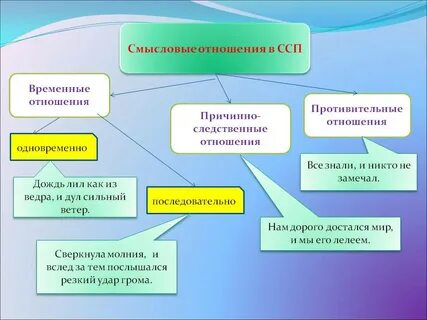 Смысловые отношения в ССП
Временные
отношения
Причинно-
следственные
отношения
Противительные
отношения
одновременно
Дождь лил как из
ведра, и дул сильный
ветер.
последовательно
Все знали, и никто не
замечал.
Сверкнула молния, и
вслед за тем послышался
резкий удар грома.
Нам дорого достался мир,
и мы его лелеем.